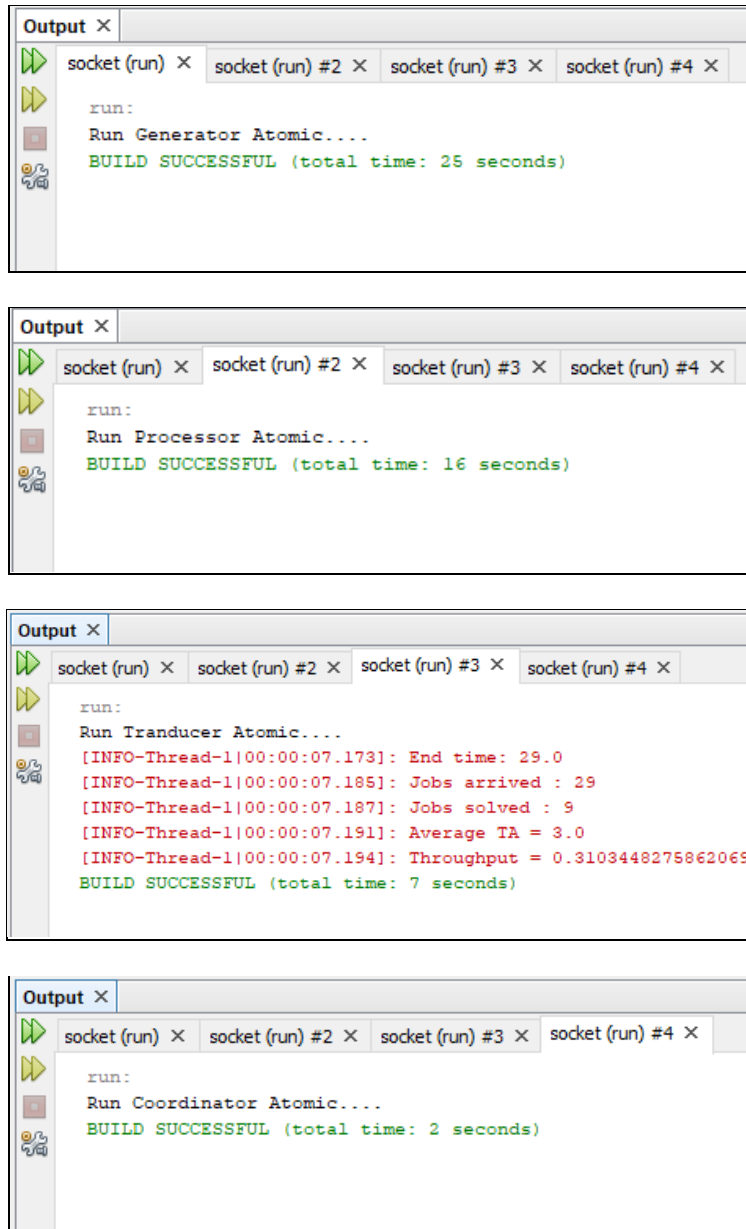 Output ×
socket (run) × socket (run) #2 × socket (run) #3 × socket (run) #4 ×
run:
Run Generator Atomic....
BUILD SUCCESSFUL (total time: 25 seconds)
Output ×
socket (run) × socket (run) #2 × socket (run) #3 × socket (run) #4 ×
run:
Run Processor Atomic....
BUILD SUCCESSFUL (total time: 16 seconds)
Output ×
socket (run) × socket (run) #2 × socket (run) #3 × socket (run) #4 ×
run:
Run Tranducer Atomic....
[INFO-Thread-1|00:00:07.173]: End time: 29.0
[INFO-Thread-1|00:00:07.185]: Jobs arrived : 29
[INFO-Thread-1|00:00:07.187]: Jobs solved : 9
[INFO-Thread-1|00:00:07.191]: Average TA = 3.0
[INFO-Thread-1|00:00:07.194]: Throughput = 0.3103448275862069
BUILD SUCCESSFUL (total time: 7 seconds)
Output ×
socket (run) × socket (run) #2 × socket (run) #3 × socket (run) #4 ×
run:
Run Coordinator Atomic....
BUILD SUCCESSFUL (total time: 2 seconds)